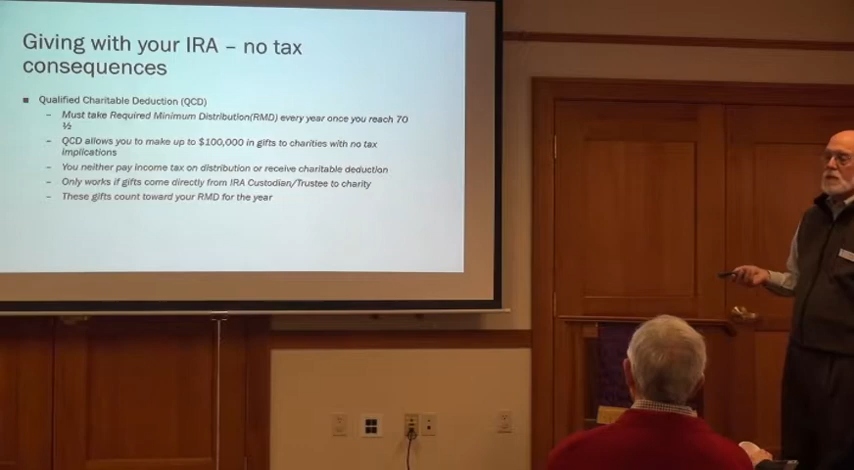 Giving with your IRA – no tax
consequences
■ Qualified Charitable Deduction (QCD)
– Must take Required Minimum Distribution(RMD) every year once you reach 70
½
– QCD allows you to make up to $100,000 in gifts to charities with no tax
implications
– You neither pay income tax on distribution or receive charitable deduction
– Only works if gifts come directly from IRA Custodian/Trustee to charity
– These gifts count toward your RMD for the year